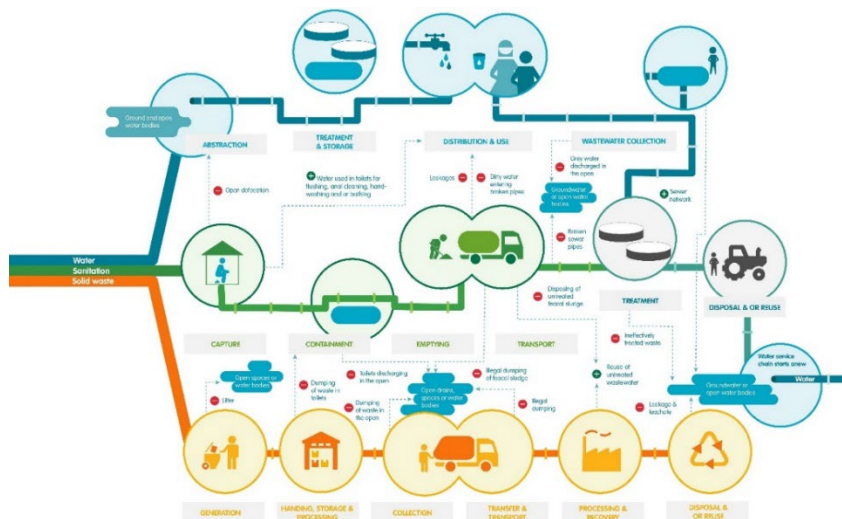 Ground and open
water bodies
ABSTRACTION
TREATMENT
& STORAGE
DISTRIBUTION & USE
WASTEWATER COLLECTION
Open defecation
Water used in toilets for
flushing, anal cleaning, hand-
washing and or bathing
Leakages
Dirty water
entering
broken pipes
Grey water
discharged in
the open
Groundwater
or open water
bodies
Sewer
network
Broken
sewer
pipes
Water
Sanitation
Solid waste
Disposing of
untreated
faecal sludge
TREATMENT
DISPOSAL & OR REUSE
CAPTURE
CONTAINMENT
EMPTYING
TRANSPORT
Ineffectively
treated waste
Water service
chain starts anew
Water
Open spaces or
water bodies
Litter
Dumping of
waste in
toilets
Toilets discharging
in the open
Dumping of
waste in
the open
Open drains,
spaces or water
bodies
Illegal dumping
of faecal sludge
Illegal
dumping
Reuse of
untreated
wastewater
Groundwater or
open water bodies
Leakage &
leachate
GENERATION
HANDING, STORAGE &
PROCESSING
COLLECTION
TRANSFER &
TRANSPORT
PROCESSING &
RECOVERY
DISPOSAL &
OR REUSE